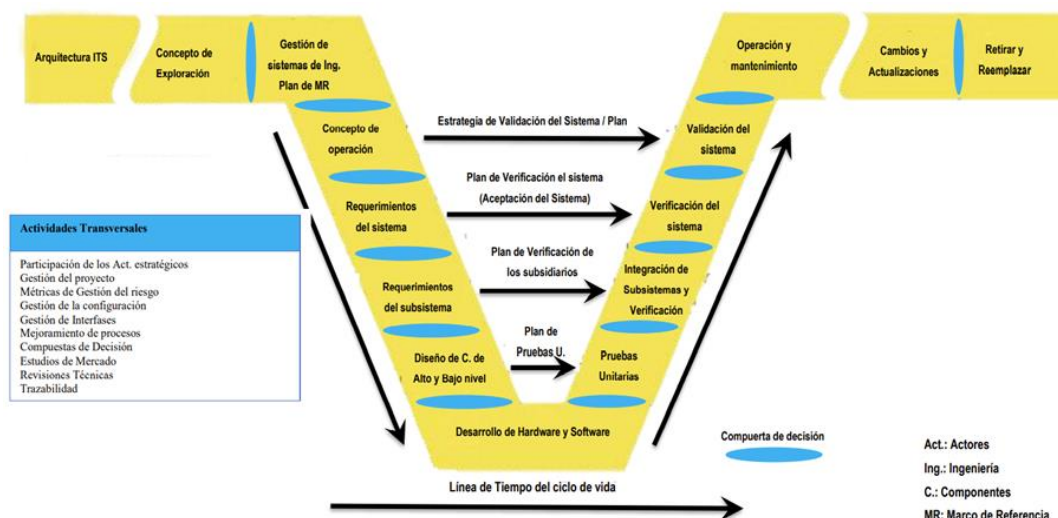 Arquitectura ITS
Concepto de
Exploración
Gestión de
sistemas de Ing.
Plan de MR
Concepto de
operación
Requerimientos
del sistema
Requerimientos
del subsistema
Diseño de C. de
Alto y Bajo nivel
Desarrollo de Hardware y Software
Estrategia de Validación del Sistema / Plan
Plan de Verificación el sistema
(Aceptación del Sistema)
Plan de Verificación de
los subsidiarios
Plan de
Pruebas U.
Pruebas
Unitarias
Integración de
Subsistemas y
Verificación
Verificación del
sistema
Validación del
sistema
Operación y
mantenimiento
Cambios y
Actualizaciones
Retirar y
Reemplazar
Actividades Transversales
Participación de los Act. estratégicos
Gestión del proyecto
Métricas de Gestión del riesgo
Gestión de la configuración
Gestión de Interfases
Mejoramiento de procesos
Compuestas de Decisión
Estudios de Mercado
Revisiones Técnicas
Trazabilidad
Línea de Tiempo del ciclo de vida
Compuerta de decisión
Act.: Actores
Ing.: Ingeniería
C.: Componentes
MR: Marco de Referencia